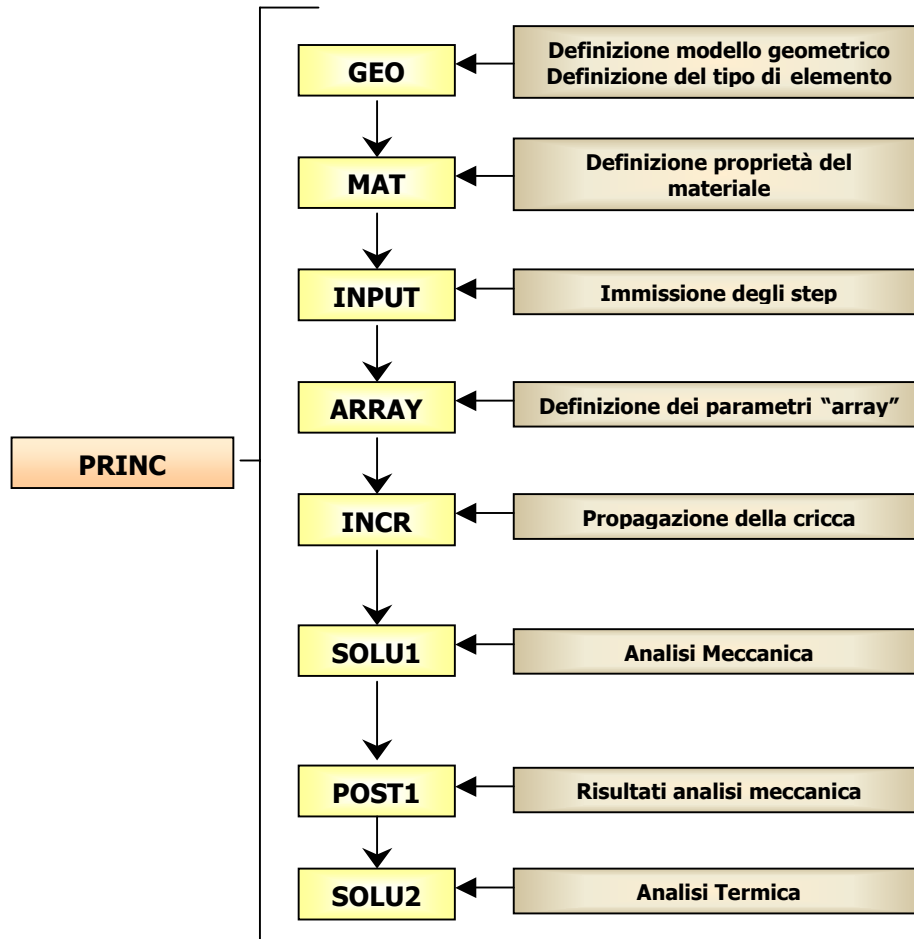 GEO
Definizione modello geometrico
Definizione del tipo di elemento
MAT
Definizione proprietà del
materiale
INPUT
Immissione degli step
ARRAY
Definizione dei parametri “array”
PRINC
INCR
Propagazione della cricca
SOLU1
Analisi Meccanica
POST1
Risultati analisi meccanica
SOLU2
Analisi Termica